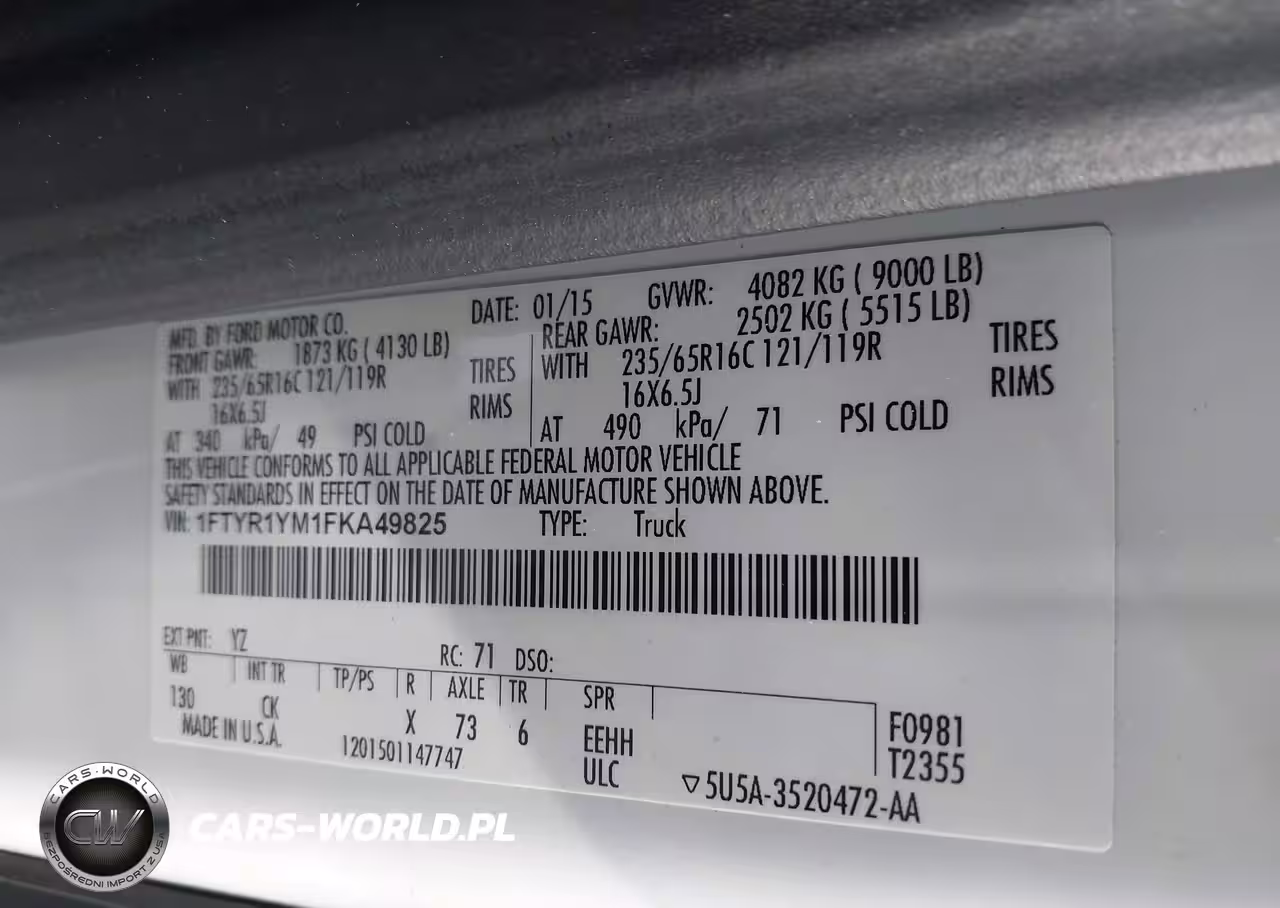 MFD. BY FORD MOTOR CO. DATE: 01/15 GVWR: 4082 KG ( 9000 LB)
FRONT GAWR: 1873 KG ( 4130 LB) REAR GAWR: 2502 KG ( 5515 LB)
WITH 235/65R16C 121/119R TIRES WITH 235/65R16C 121/119R TIRES
16X6.5J RIMS 16X6.5J RIMS
AT 340 kPa/ 49 PSI COLD AT 490 kPa/ 71 PSI COLD
THIS VEHICLE CONFORMS TO ALL APPLICABLE FEDERAL MOTOR VEHICLE
SAFETY STANDARDS IN EFFECT ON THE DATE OF MANUFACTURE SHOWN ABOVE.
VIN: 1FTYR1YM1FKA49825 TYPE: Truck
EXT PNT: YZ RC: 71 DSO:
WB INT TR TP/PS R AXLE TR SPR
130 CK X 73 6 EEHH F0981
MADE IN U.S.A. 1201501147747 ULC T2355
▽5U5A-3520472-AA
CARS-WORLD
CW
BEZPOŚREDNI IMPORT Z USA
CARS-WORLD.PL